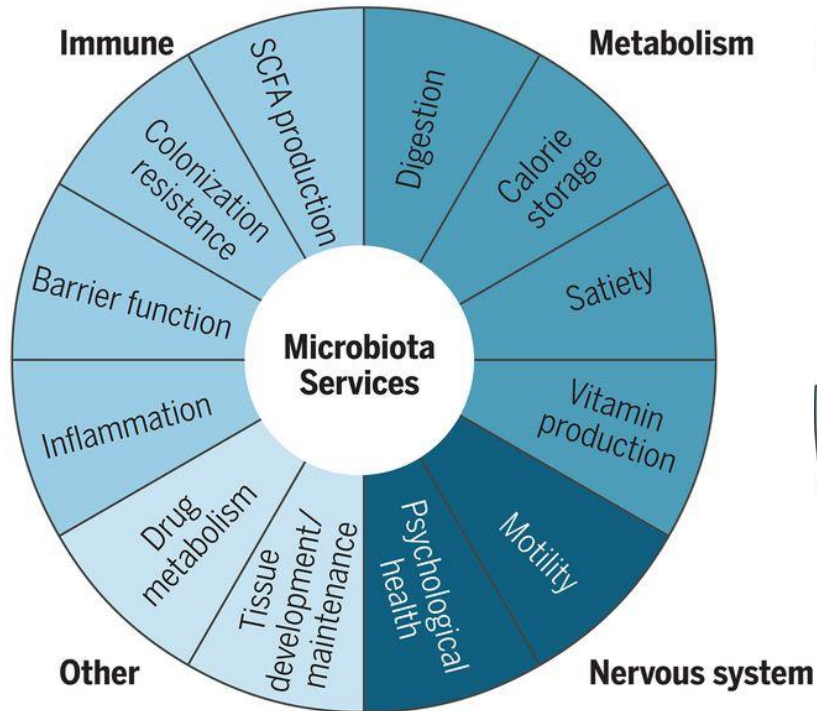 Immune
Metabolism
SCFA production
Digestion
Colonization
resistance
Calorie
storage
Barrier function
Satiety
Microbiota
Services
Inflammation
Vitamin
production
Drug
metabolism
Tissue
development/
maintenance
Psychological
health
Motility
Other
Nervous system